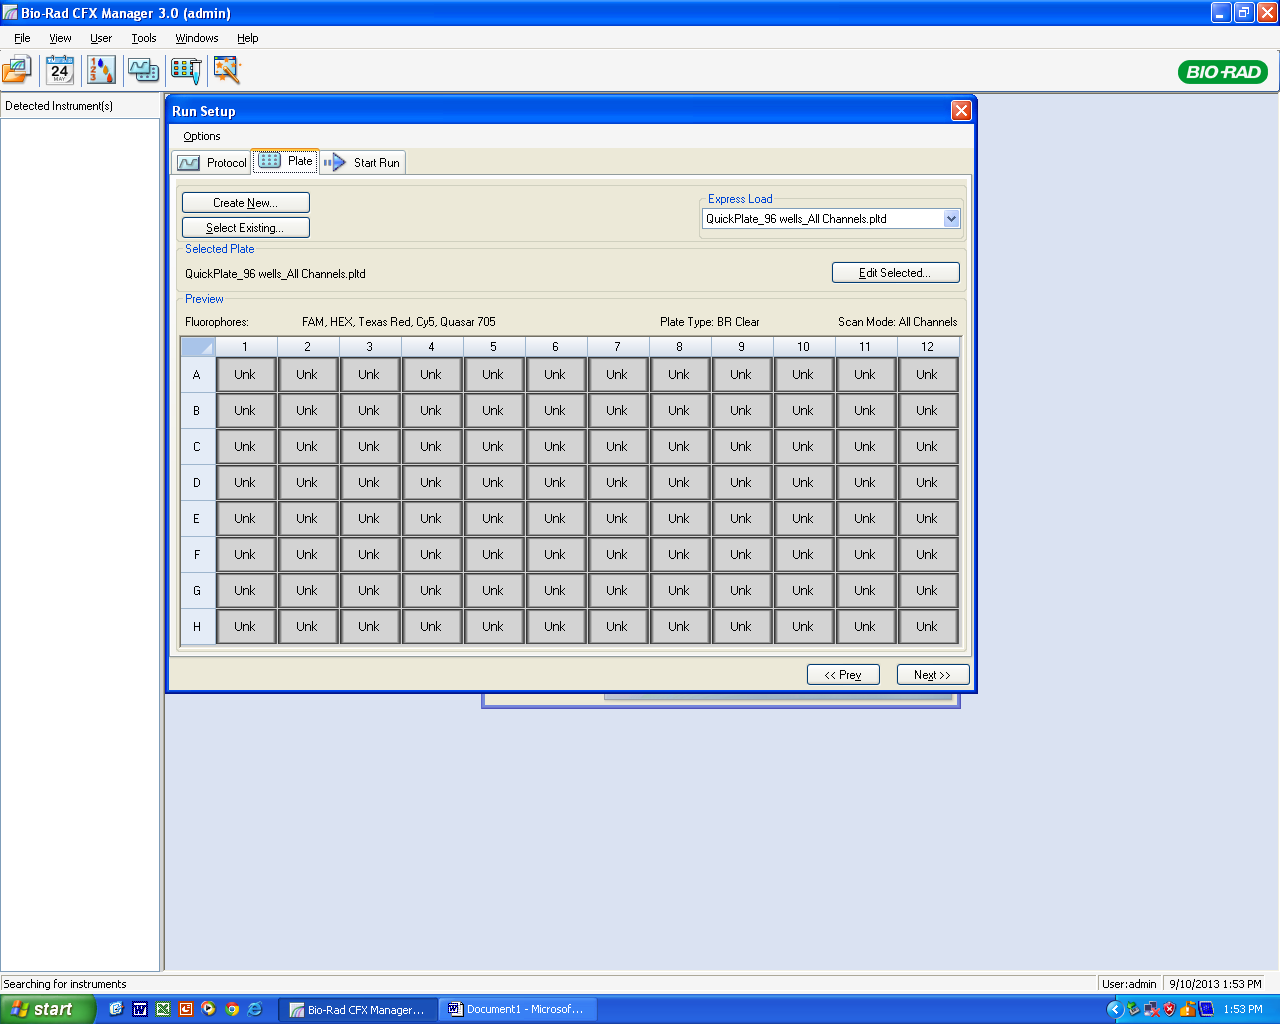 Bio-Rad CFX Manager 3.0 (admin)
File View User Tools Windows Help
24
MAY
1
2
3
BIO-RAD
Detected Instrument(s)
Run Setup
Options
Protocol Plate Start Run
Create New...
Select Existing...
Express Load
QuickPlate_96 wells_All Channels.pltd
Selected Plate
QuickPlate_96 wells_All Channels.pltd
Edit Selected...
Preview
Fluorophores: FAM, HEX, Texas Red, Cy5, Quasar 705 Plate Type: BR Clear Scan Mode: All Channels
1 2 3 4 5 6 7 8 9 10 11 12
A Unk Unk Unk Unk Unk Unk Unk Unk Unk Unk Unk Unk
B Unk Unk Unk Unk Unk Unk Unk Unk Unk Unk Unk Unk
C Unk Unk Unk Unk Unk Unk Unk Unk Unk Unk Unk Unk
D Unk Unk Unk Unk Unk Unk Unk Unk Unk Unk Unk Unk
E Unk Unk Unk Unk Unk Unk Unk Unk Unk Unk Unk Unk
F Unk Unk Unk Unk Unk Unk Unk Unk Unk Unk Unk Unk
G Unk Unk Unk Unk Unk Unk Unk Unk Unk Unk Unk Unk
H Unk Unk Unk Unk Unk Unk Unk Unk Unk Unk Unk Unk
<< Prev Next >>
Searching for instruments
User:admin 9/10/2013 1:53 PM
start Bio-Rad CFX Manager... Document1 - Microsof... 1:53 PM